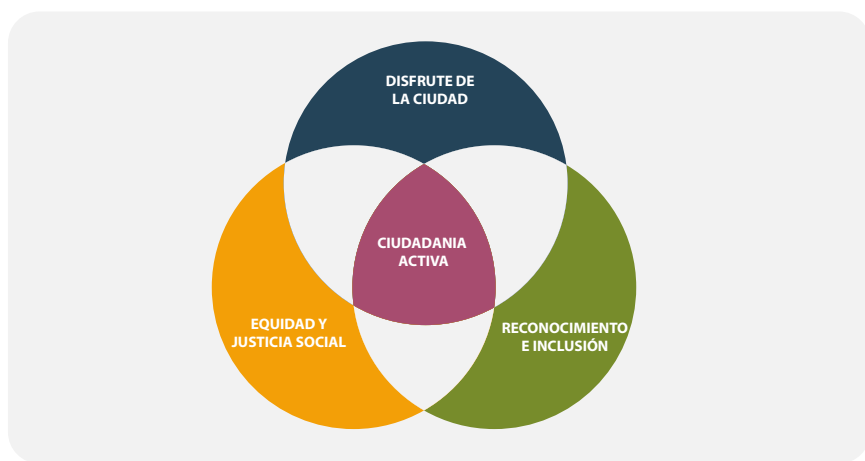 DISFRUTE DE
LA CIUDAD
CIUDADANIA
ACTIVA
EQUIDAD Y
JUSTICIA SOCIAL
RECONOCIMIENTO
E INCLUSIÓN